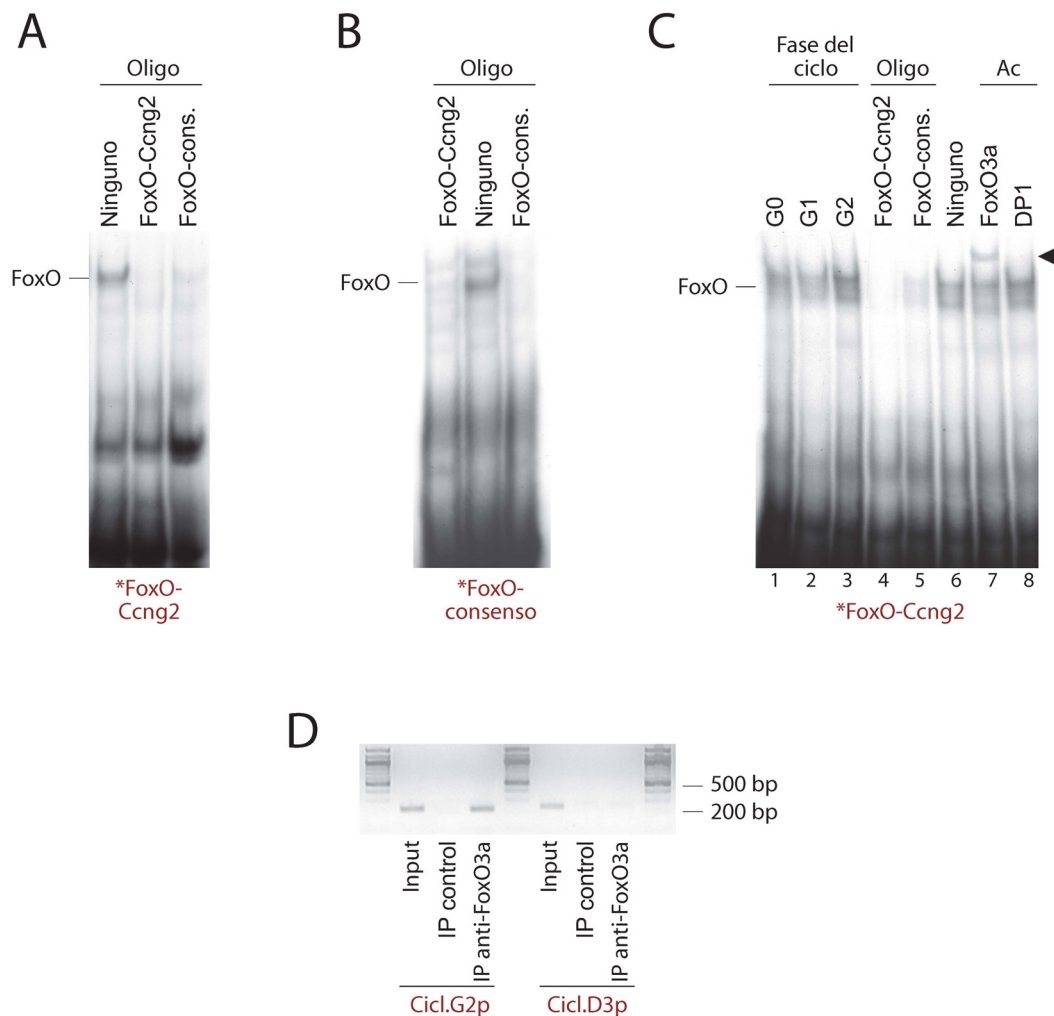 A
Oligo
Ninguno
FoxO-Ccng2
FoxO-cons.
FoxO
*FoxO-
Ccng2
B
Oligo
FoxO-Ccng2
Ninguno
FoxO-cons.
FoxO
*FoxO-
consenso
C
Fase del
ciclo
Oligo
Ac
G0
G1
G2
FoxO-Ccng2
FoxO-cons.
Ninguno
FoxO3a
DP1
FoxO
1 2 3 4 5 6 7 8
*FoxO-Ccng2
D
500 bp
200 bp
Input
IP control
IP anti-FoxO3a
Input
IP control
IP anti-FoxO3a
Cicl.G2p
Cicl.D3p